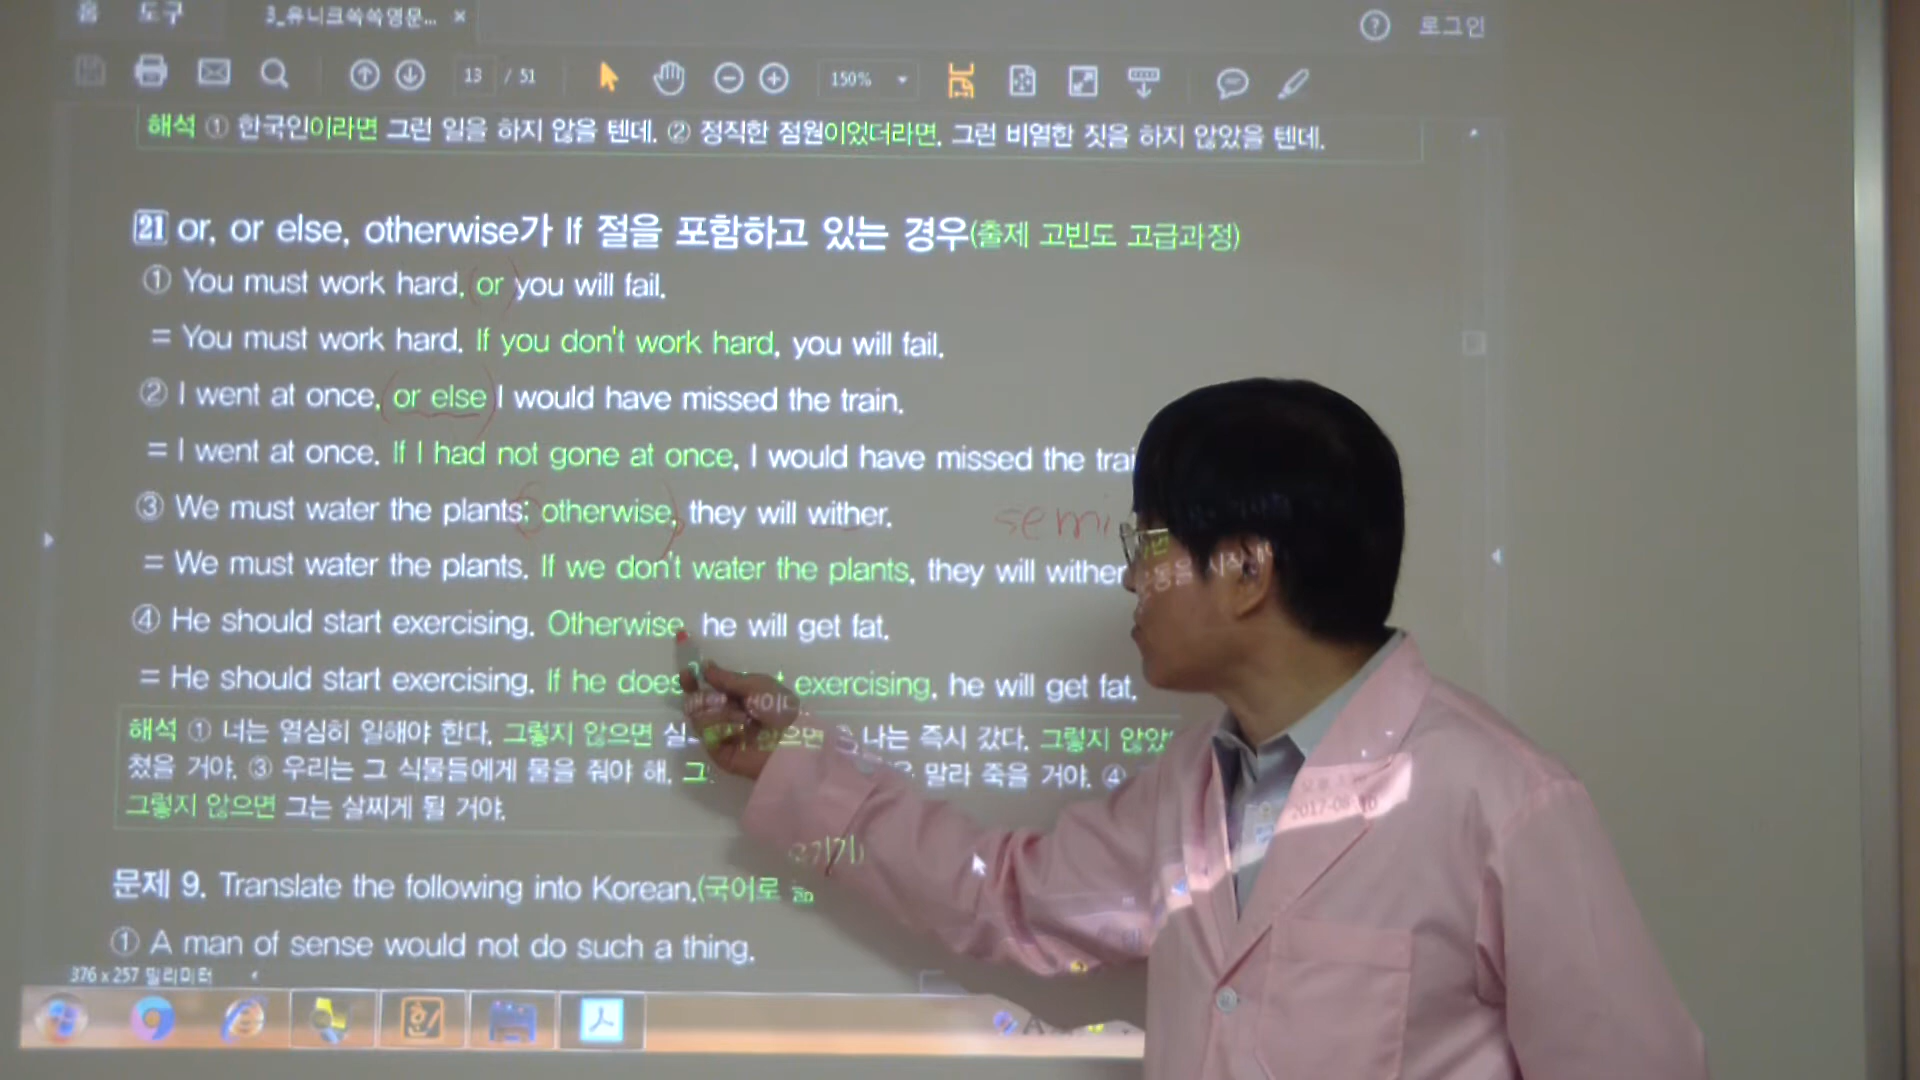 홈 도구 3_유니크쏙쏙영문... × ? 로그인
13 / 51 150%
해석 ① 한국인이라면 그런 일을 하지 않을 텐데. ② 정직한 점원이었더라면, 그런 비열한 짓을 하지 않았을 텐데.
21 or, or else, otherwise가 If 절을 포함하고 있는 경우(출제 고빈도 고급과정)
① You must work hard, or you will fail.
= You must work hard. If you don't work hard, you will fail.
② I went at once, or else I would have missed the train.
= I went at once. If I had not gone at once, I would have missed the trai
③ We must water the plants; otherwise, they will wither. semi
= We must water the plants. If we don't water the plants, they will wither
④ He should start exercising. Otherwise, he will get fat.
= He should start exercising. If he does exercising, he will get fat.
해석 ① 너는 열심히 일해야 한다. 그렇지 않으면 나는 즉시 갔다. 그렇지 않았
쳤을 거야. ③ 우리는 그 식물들에게 물을 줘야 해, 말라 죽을 거야. ④
그렇지 않으면 그는 살찌게 될 거야.
문제 9. Translate the following into Korean.(국어로
① A man of sense would not do such a thing.
376 x 257 밀리미터